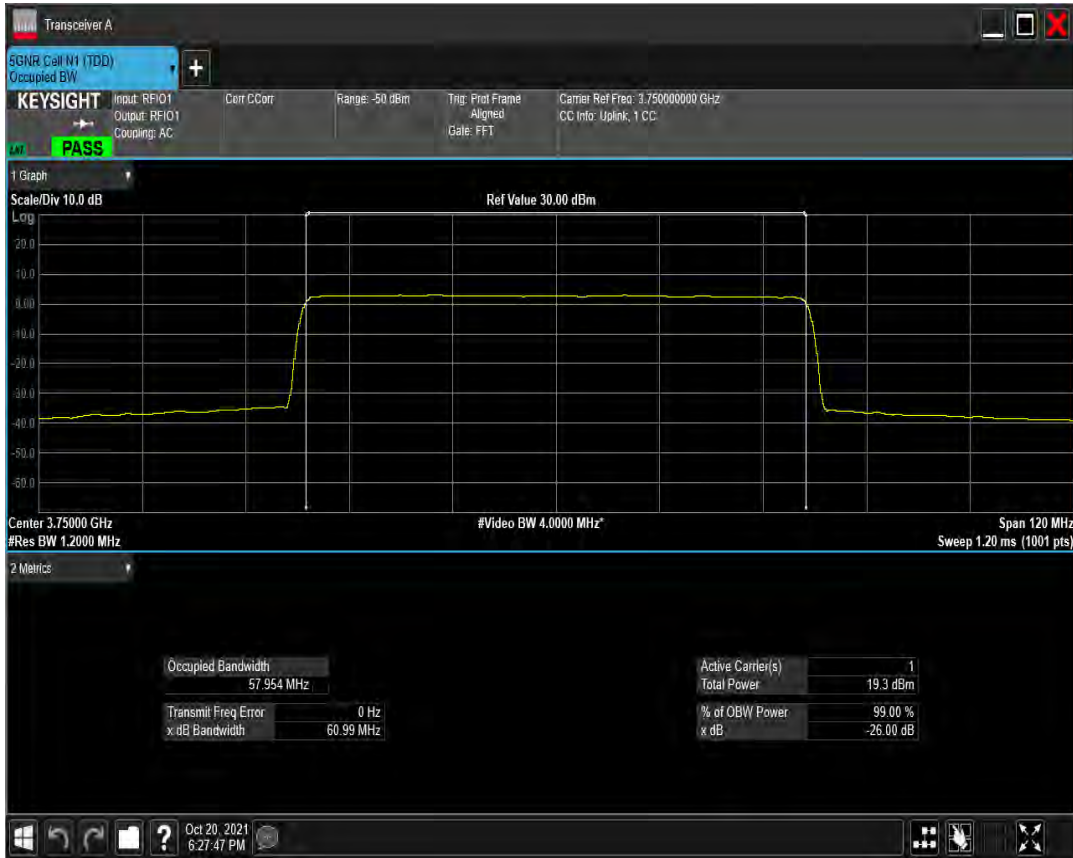 Transceiver A
5GNR Cell N1 (TDD)
Occupied BW
+
KEYSIGHT
Input: RFIO1
Output: RFIO1
Coupling: AC
PASS
Corr CCorr
Range: -50 dBm
Trig: Prot Frame
Aligned
Gate: FFT
Carrier Ref Freq: 3.750000000 GHz
CC Info: Uplink, 1 CC
1 Graph
Scale/Div 10.0 dB
Ref Value 30.00 dBm
Log
20.0
10.0
0.00
-10.0
-20.0
-30.0
-40.0
-50.0
-60.0
Center 3.75000 GHz
#Video BW 4.0000 MHz*
Span 120 MHz
#Res BW 1.2000 MHz
Sweep 1.20 ms (1001 pts)
2 Metrics
Occupied Bandwidth
57.954 MHz
Transmit Freq Error 0 Hz
x dB Bandwidth 60.99 MHz
Active Carrier(s) 1
Total Power 19.3 dBm
% of OBW Power 99.00 %
x dB -26.00 dB
?
Oct 20, 2021
6:27:47 PM